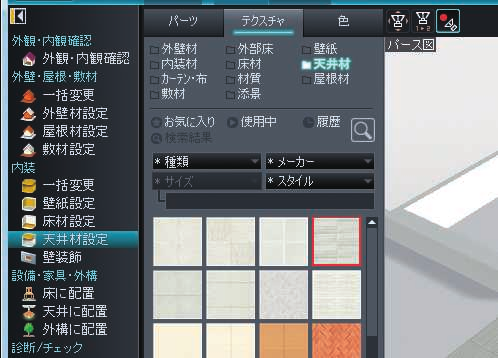 外観・内観確認
外観・内観確認
外壁・屋根・敷材
一括変更
外壁材設定
屋根材設定
敷材設定
内装
一括変更
壁紙設定
床材設定
天井材設定
壁装飾
設備・家具・外構
床に配置
天井に配置
外構に配置
診断/チェック
パーツ テクスチャ 色
外壁材 外部床 壁紙
内装材 床材 天井材
カーテン・布 材質 屋根材
敷材 添景
お気に入り 使用中 履歴
検索結果
* 種類 * メーカー
* サイズ * スタイル
1+2
パース図